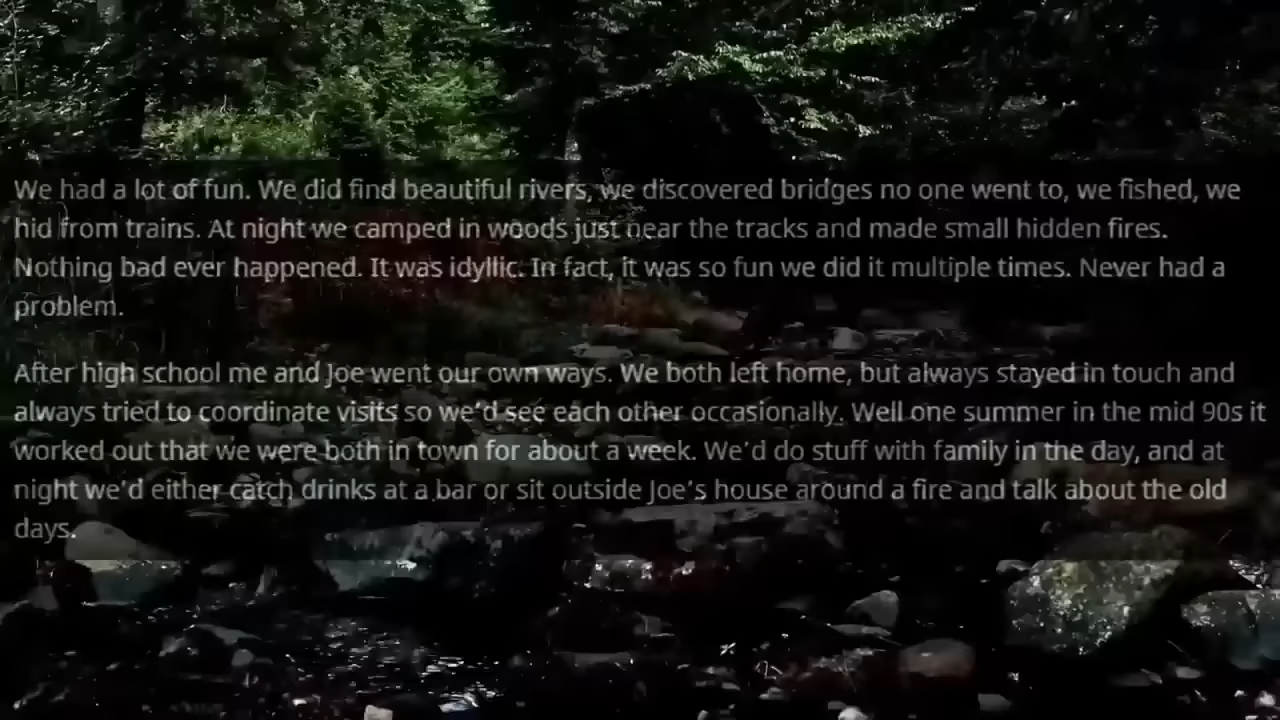 We had a lot of fun. We did find beautiful rivers, we discovered bridges no one went to, we fished, we
hid from trains. At night we camped in woods just near the tracks and made small hidden fires.
Nothing bad ever happened. It was idyllic. In fact, it was so fun we did it multiple times. Never had a
problem.
After high school me and Joe went our own ways. We both left home, but always stayed in touch and
always tried to coordinate visits so we'd see each other occasionally. Well one summer in the mid 90s it
worked out that we were both in town for about a week. We'd do stuff with family in the day, and at
night we'd either catch drinks at a bar or sit outside Joe's house around a fire and talk about the old
days.